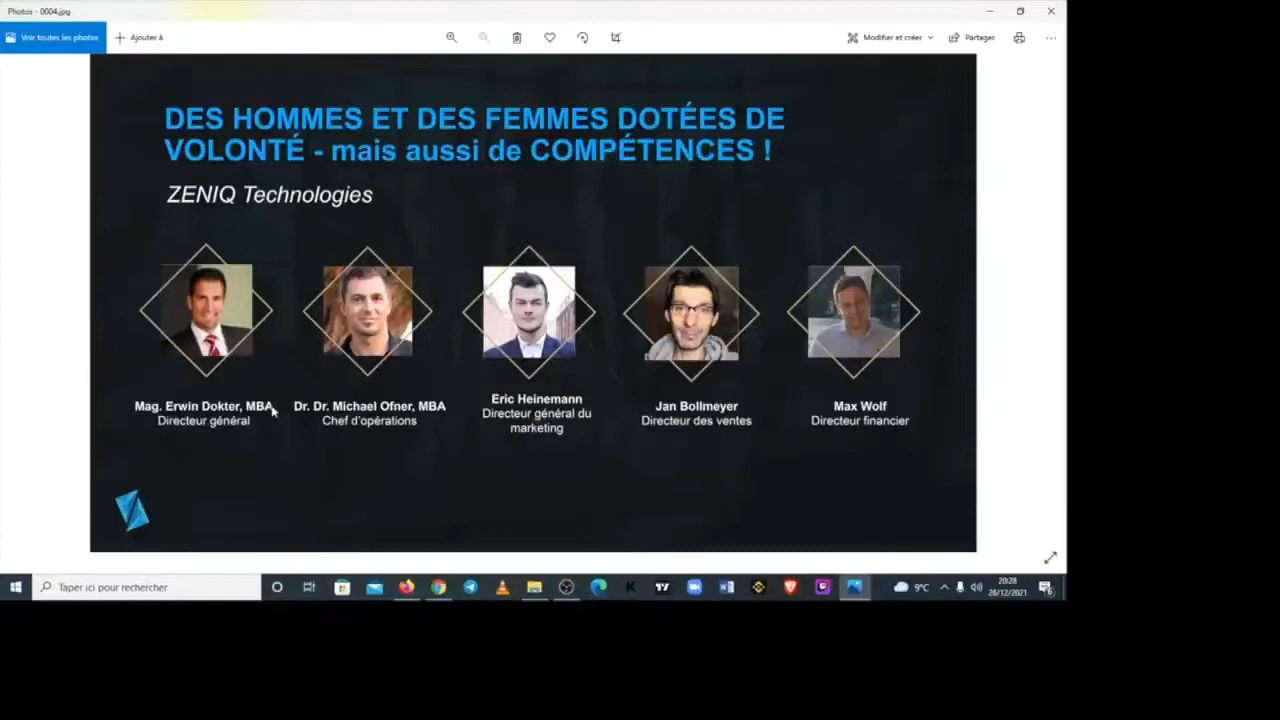 Photos - 0004.jpg
Voir toutes les photos
Ajouter à
Modifier et créer
Partager
DES HOMMES ET DES FEMMES DOTÉES DE
VOLONTÉ - mais aussi de COMPÉTENCES !
ZENIQ Technologies
Mag. Erwin Dokter, MBA
Directeur général
Dr. Dr. Michael Ofner, MBA
Chef d'opérations
Eric Heinemann
Directeur général du
marketing
Jan Bollmeyer
Directeur des ventes
Max Wolf
Directeur financier
Taper ici pour rechercher
9°C
20:28
26/12/2021